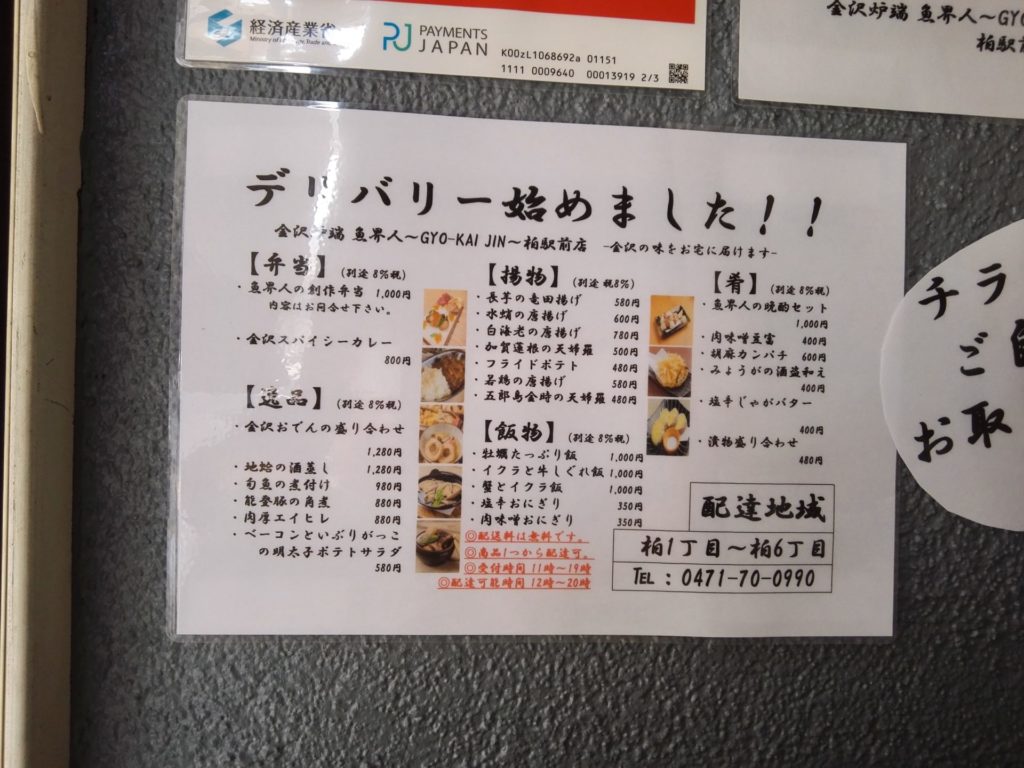 経済産業省
PAYMENTS
JAPAN
K00zL1068692a 01151
1111 0009640 00013919 2/3
金沢炉端 魚界人～GYO
柏駅前
デリバリー始めました！！
金沢炉端 魚界人～GYO-KAI JIN～柏駅前店 -金沢の味をお宅に届けます-
【弁当】(別途 8%税)
・魚界人の創作弁当 1,000円
内容はお問合せ下さい。
・金沢スパイシーカレー
800円
【逸品】(別途 8%税)
・金沢おでんの盛り合わせ
1,280円
・地蛤の酒蒸し 1,280円
・旬魚の煮付け 980円
・能登豚の角煮 880円
・肉厚エイヒレ 880円
・ベーコンといぶりがっこ
の明太子ポテトサラダ
580円
【揚物】(別途 税8%)
・長芋の竜田揚げ 580円
・水蛸の唐揚げ 600円
・白海老の唐揚げ 780円
・加賀蓮根の天婦羅 500円
・フライドポテト 480円
・若鶏の唐揚げ 580円
・五郎島金時の天婦羅 480円
【飯物】(別途 8%税)
・牡蠣たっぷり飯 1,000円
・イクラと牛しぐれ飯 1,000円
・蟹とイクラ飯 1,000円
・塩辛おにぎり 350円
・肉味噌おにぎり 350円
◎配送料は無料です。
◎商品1つから配達可。
◎受付時間 11時～19時
◎配達可能時間 12時～20時
【肴】(別途 8%税)
・魚界人の晩酌セット
1,000円
・肉味噌豆富 400円
・胡麻カンパチ 600円
・みょうがの酒盗和え
400円
・塩辛じゃがバター
400円
・漬物盛り合わせ
480円
配達地域
柏1丁目～柏6丁目
TEL：0471-70-0990
チラ
ご
お取